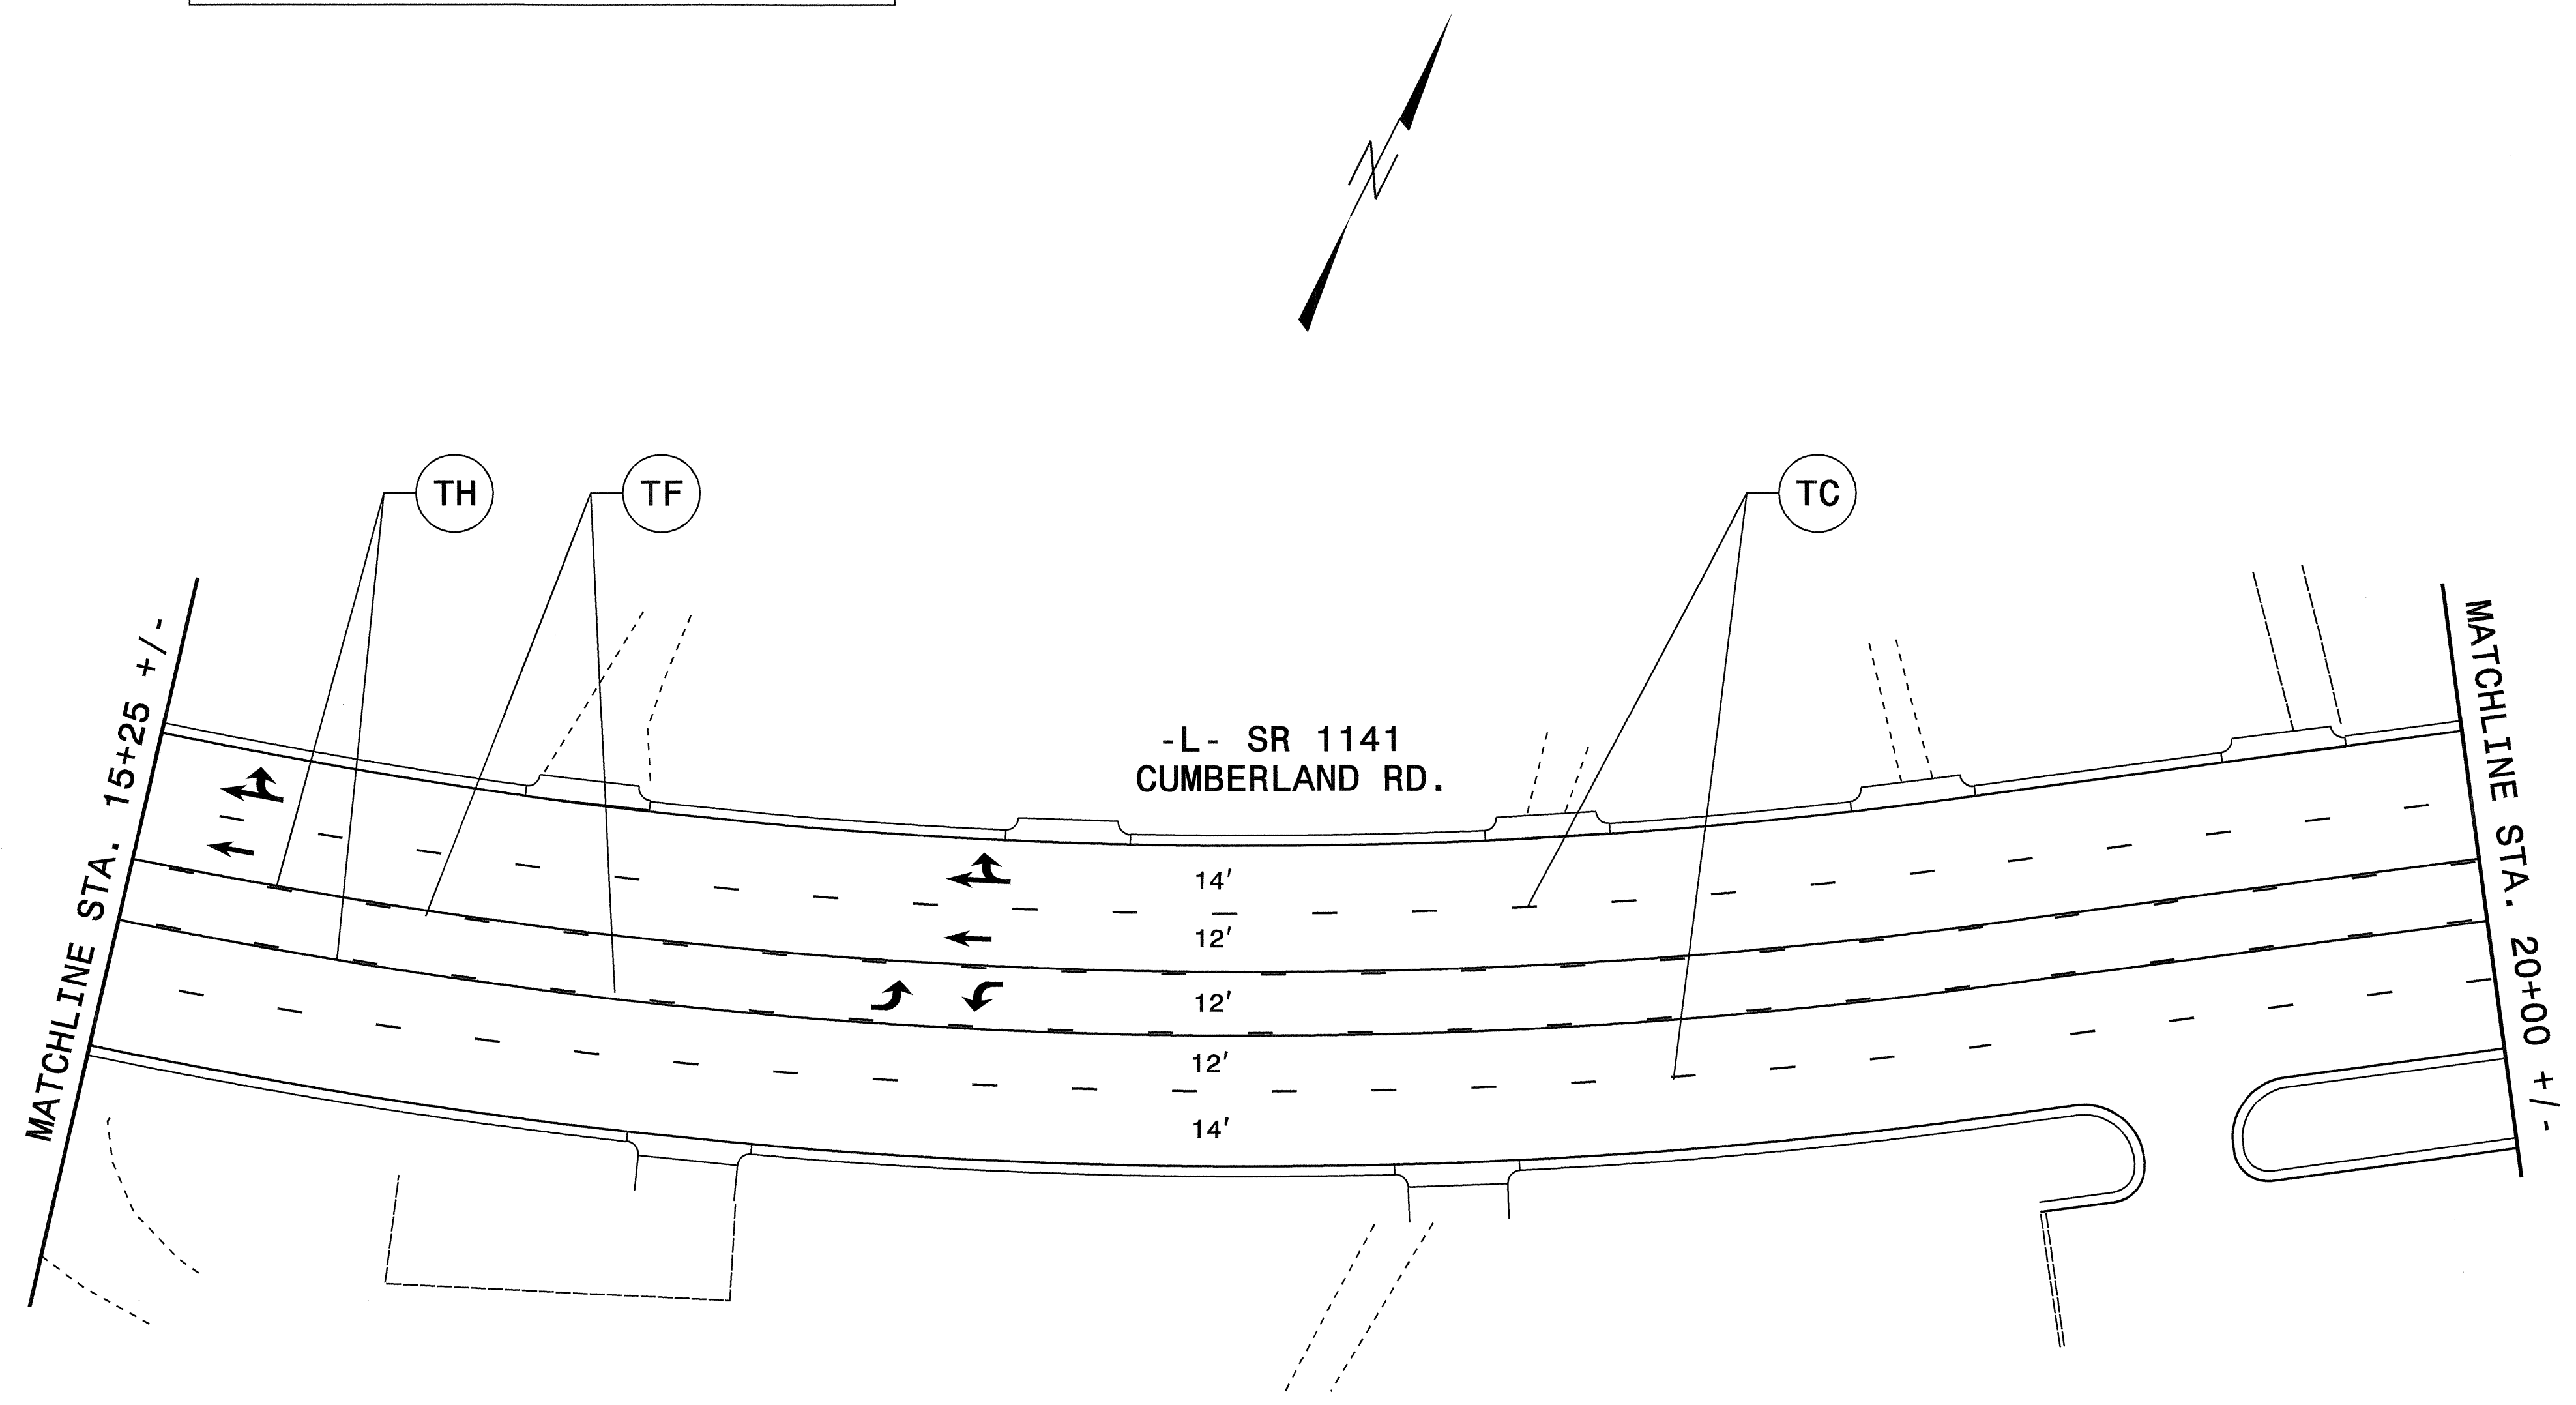 N
TH
TF
TC
MATCHLINE STA. 15+25 +/-
-L- SR 1141
CUMBERLAND RD.
MATCHLINE STA. 20+00 +/-
14'
12'
12'
12'
14'